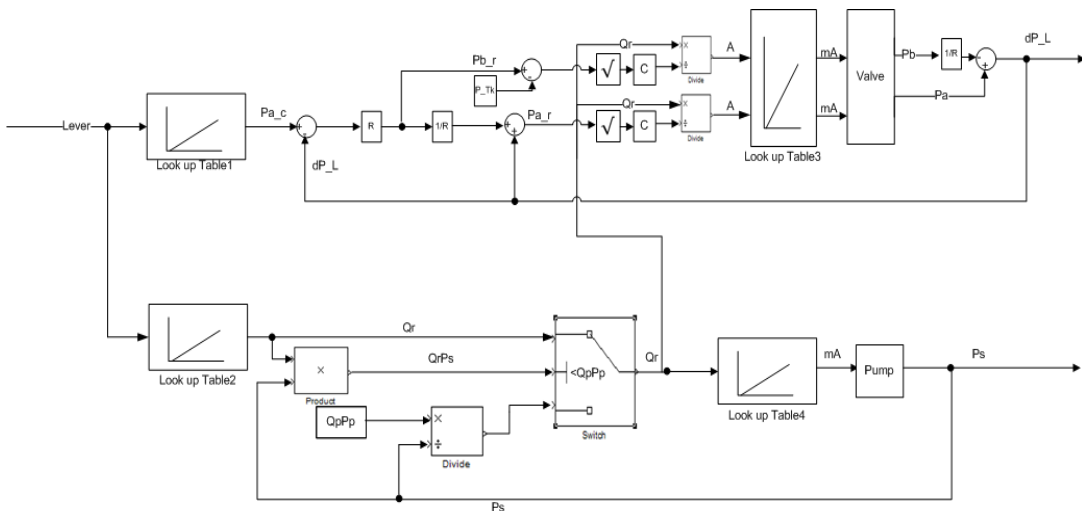 Lever
Look up Table1
Pa_c
dP_L
R
1/R
Pb_r
P_Tk
Pa_r
√
C
Qr
×
÷
Divide
A
√
C
Qr
×
÷
Divide
A
Look up Table3
mA
mA
Valve
Pb
Pa
1/R
dP_L
Look up Table2
Qr
×
Product
QrPs
QpPp
×
÷
Divide
<QpPp
Switch
Qr
Look up Table4
mA
Pump
Ps
Ps